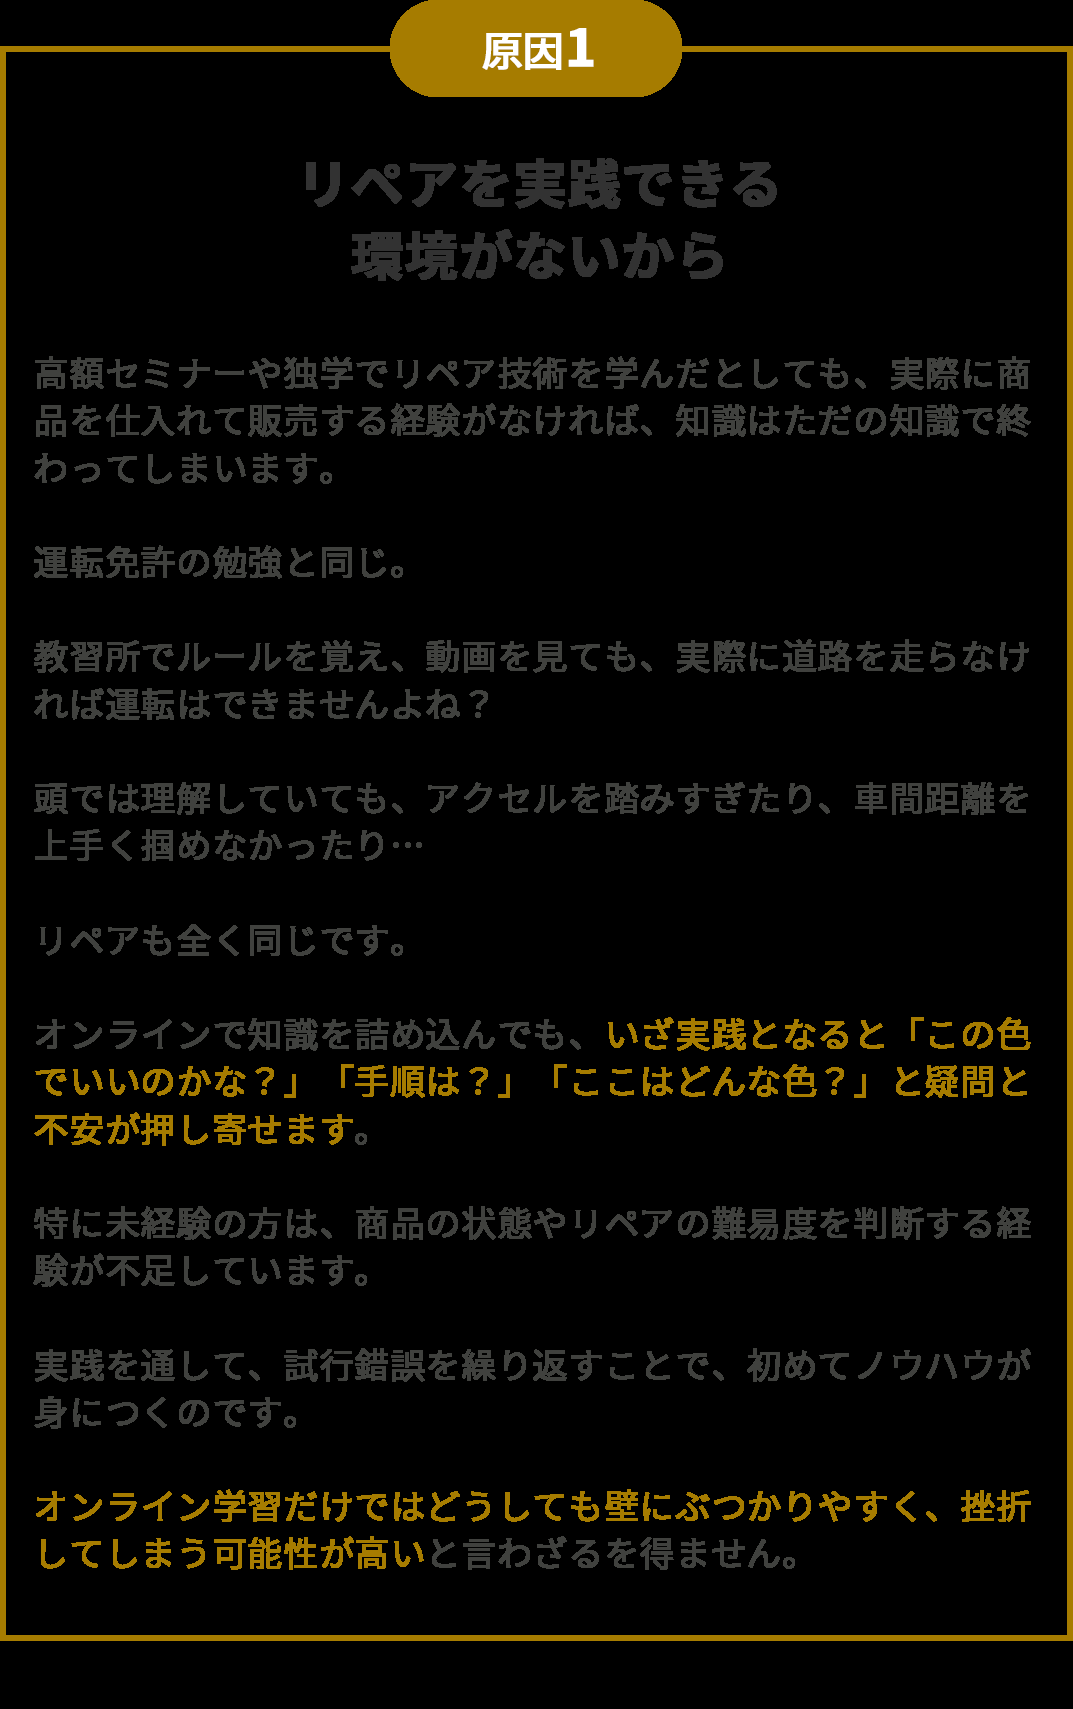 原因1
リペアを実践できる
環境がないから
高額セミナーや独学でリペア技術を学んだとしても、実際に商
品を仕入れて販売する経験がなければ、知識はただの知識で終
わってしまいます。
運転免許の勉強と同じ。
教習所でルールを覚え、動画を見ても、実際に道路を走らなけ
れば運転はできませんよね？
頭では理解していても、アクセルを踏みすぎたり、車間距離を
上手く掴めなかったり…
リペアも全く同じです。
オンラインで知識を詰め込んでも、いざ実践となると「この色
でいいのかな？」「手順は？」「ここはどんな色？」と疑問と
不安が押し寄せます。
特に未経験の方は、商品の状態やリペアの難易度を判断する経
験が不足しています。
実践を通して、試行錯誤を繰り返すことで、初めてノウハウが
身につくのです。
オンライン学習だけではどうしても壁にぶつかりやすく、挫折
してしまう可能性が高いと言わざるを得ません。